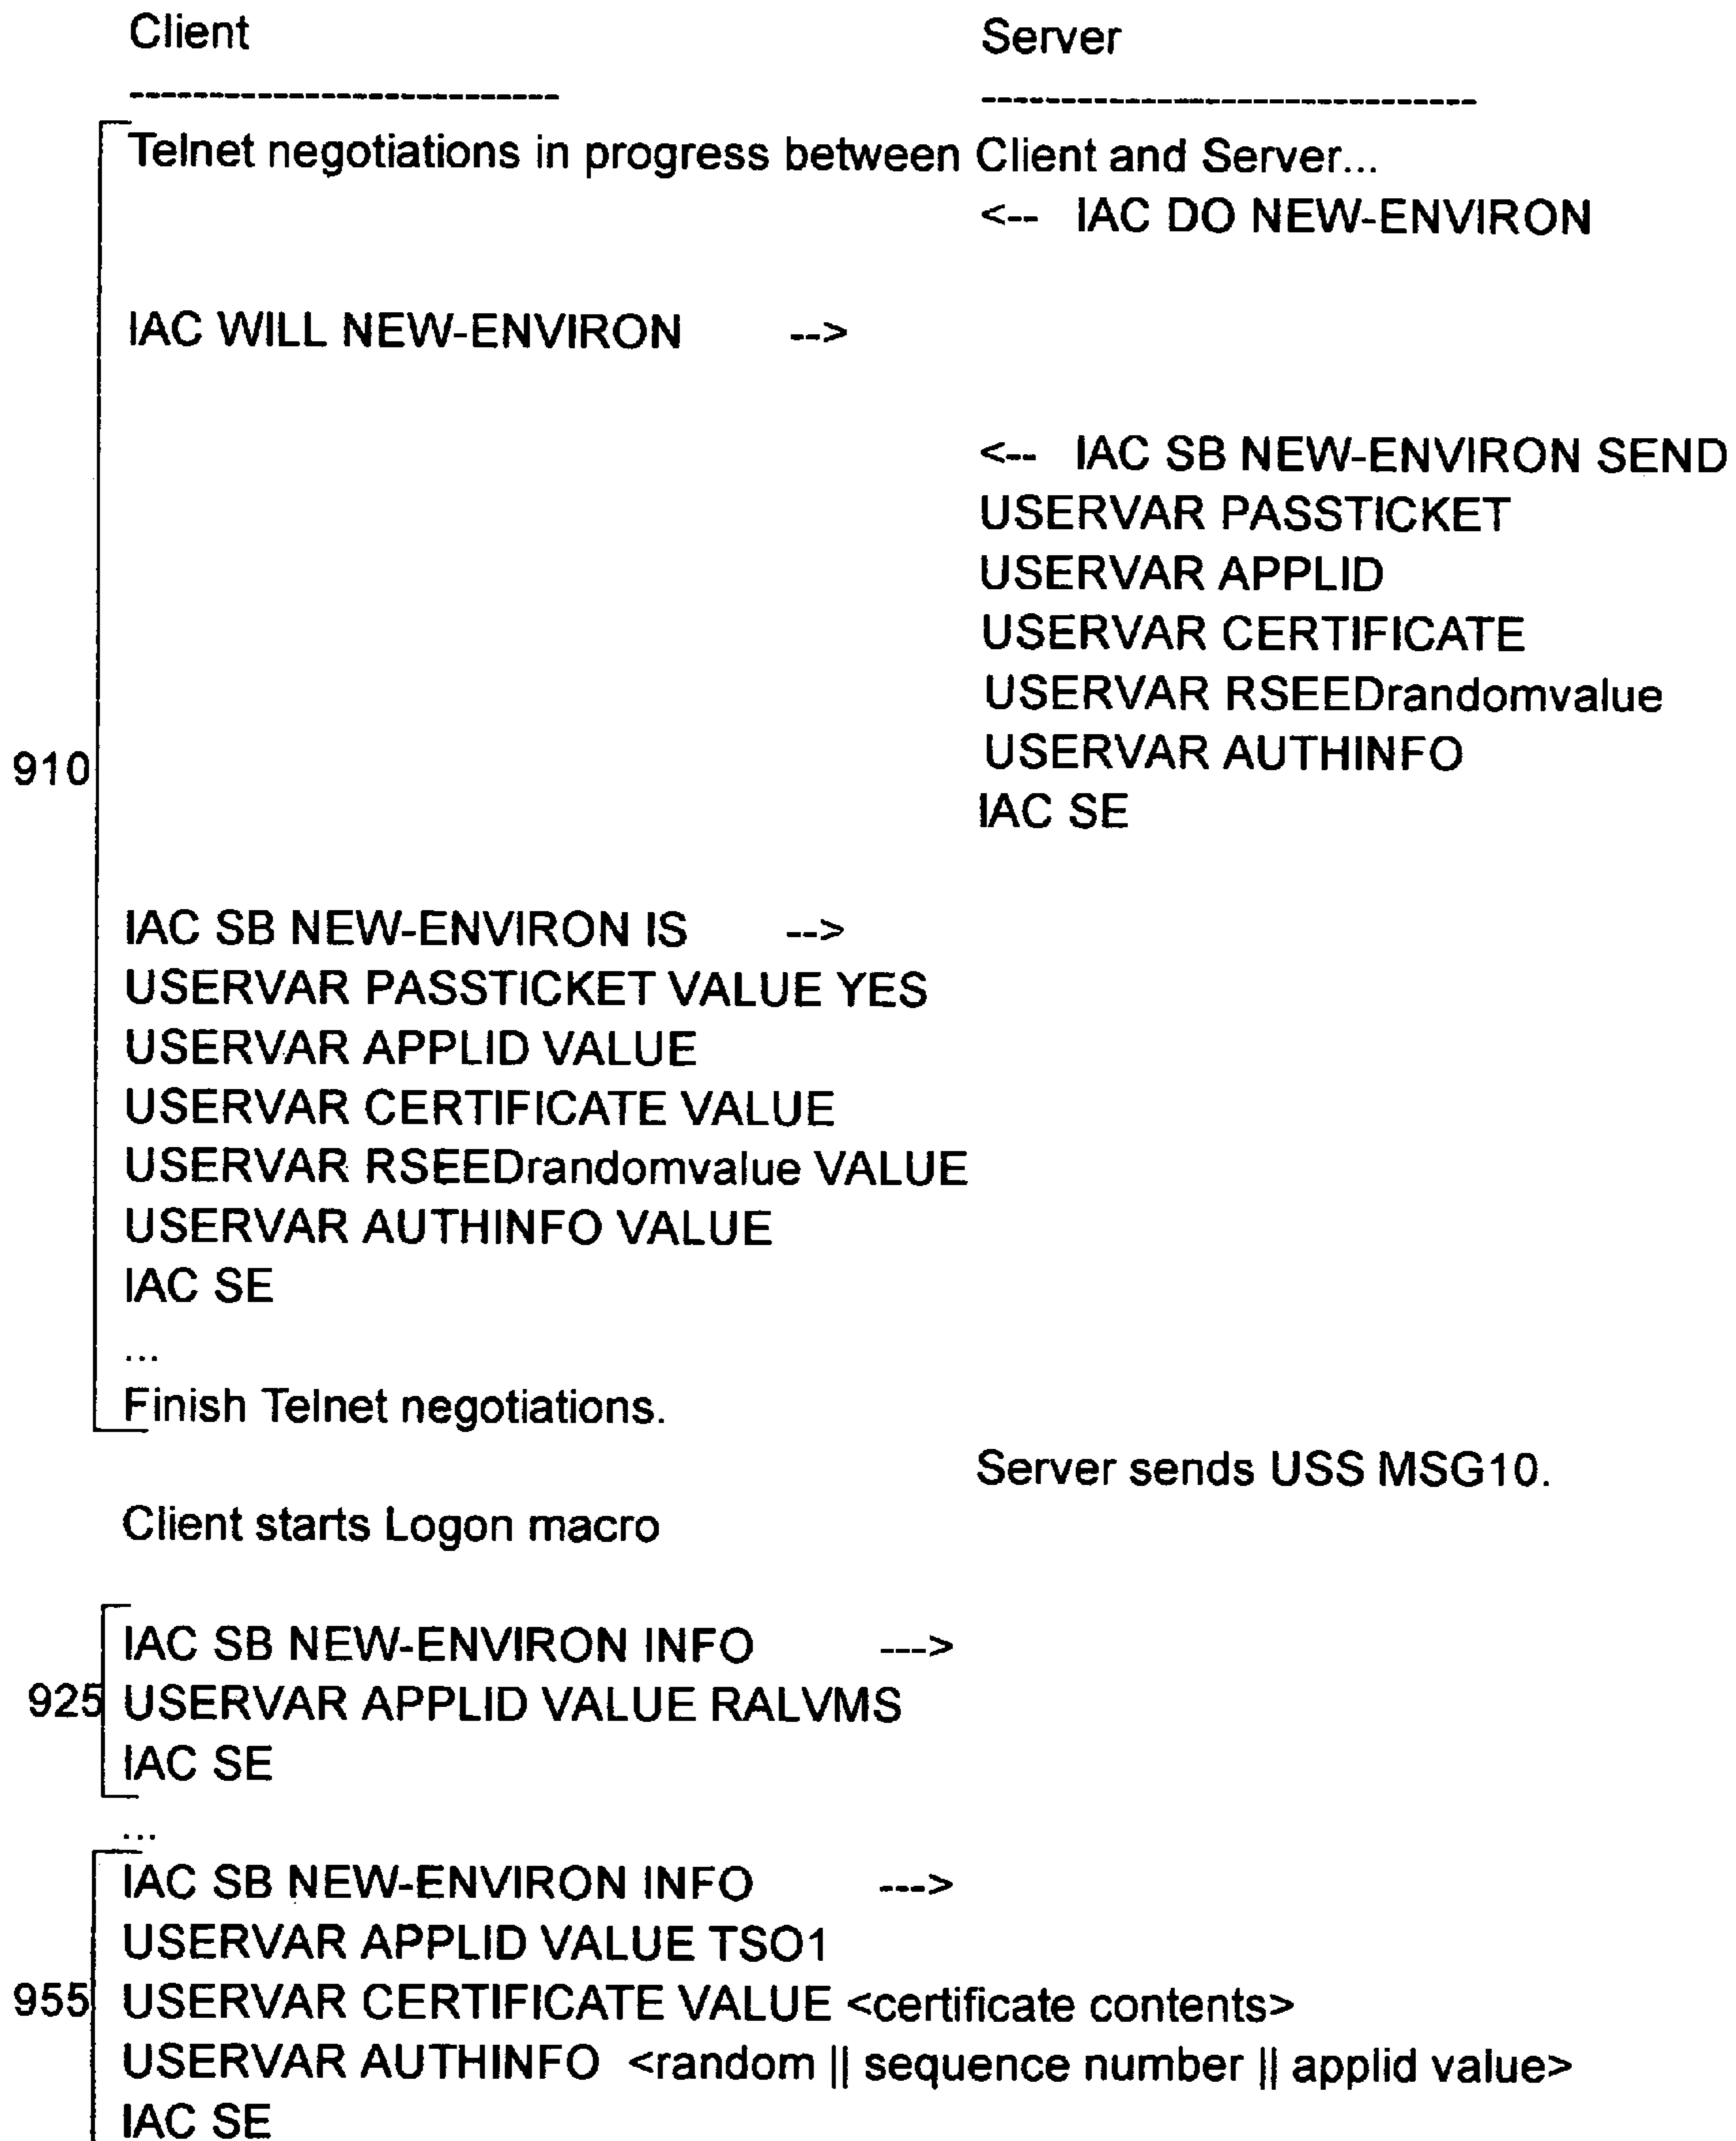 Client Server
--------------------------- -------------------------------
Telnet negotiations in progress between Client and Server...
<-- IAC DO NEW-ENVIRON
IAC WILL NEW-ENVIRON -->
<-- IAC SB NEW-ENVIRON SEND
USERVAR PASSTICKET
USERVAR APPLID
USERVAR CERTIFICATE
USERVAR RSEEDrandomvalue
910 USERVAR AUTHINFO
IAC SE
IAC SB NEW-ENVIRON IS -->
USERVAR PASSTICKET VALUE YES
USERVAR APPLID VALUE
USERVAR CERTIFICATE VALUE
USERVAR RSEEDrandomvalue VALUE
USERVAR AUTHINFO VALUE
IAC SE
...
Finish Telnet negotiations.
Server sends USS MSG10.
Client starts Logon macro
IAC SB NEW-ENVIRON INFO --->
925 USERVAR APPLID VALUE RALVMS
IAC SE
...
IAC SB NEW-ENVIRON INFO --->
USERVAR APPLID VALUE TSO1
955 USERVAR CERTIFICATE VALUE <certificate contents>
USERVAR AUTHINFO <random || sequence number || applid value>
IAC SE